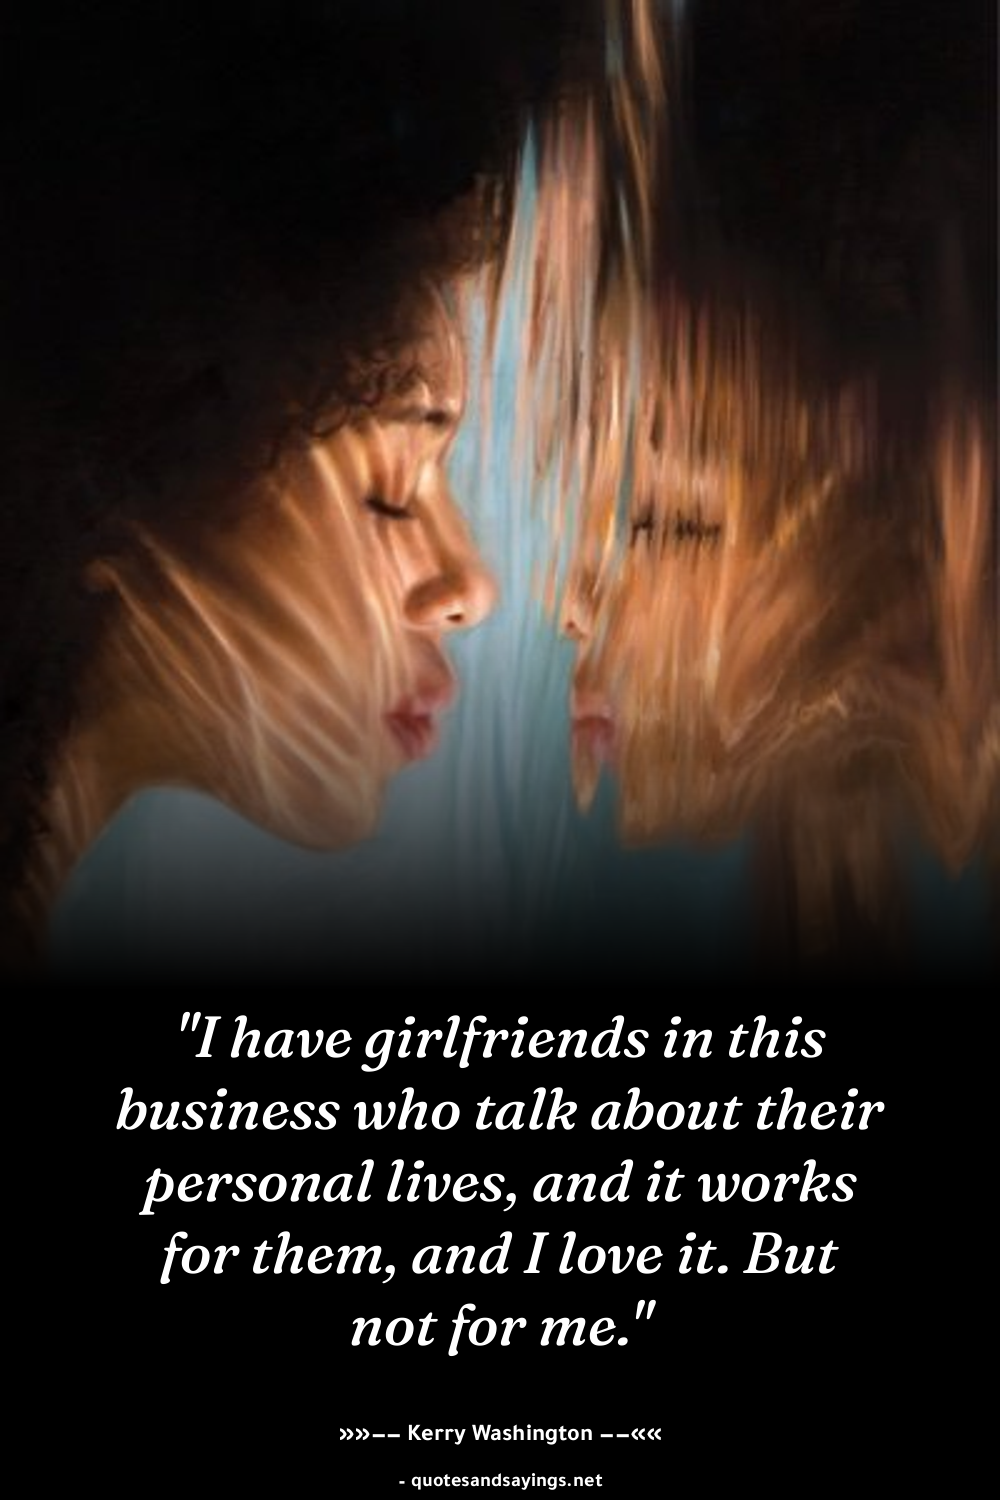 "I have girlfriends in this
business who talk about their
personal lives, and it works
for them, and I love it. But
not for me."
»»–– Kerry Washington ––««
- quotesandsayings.net